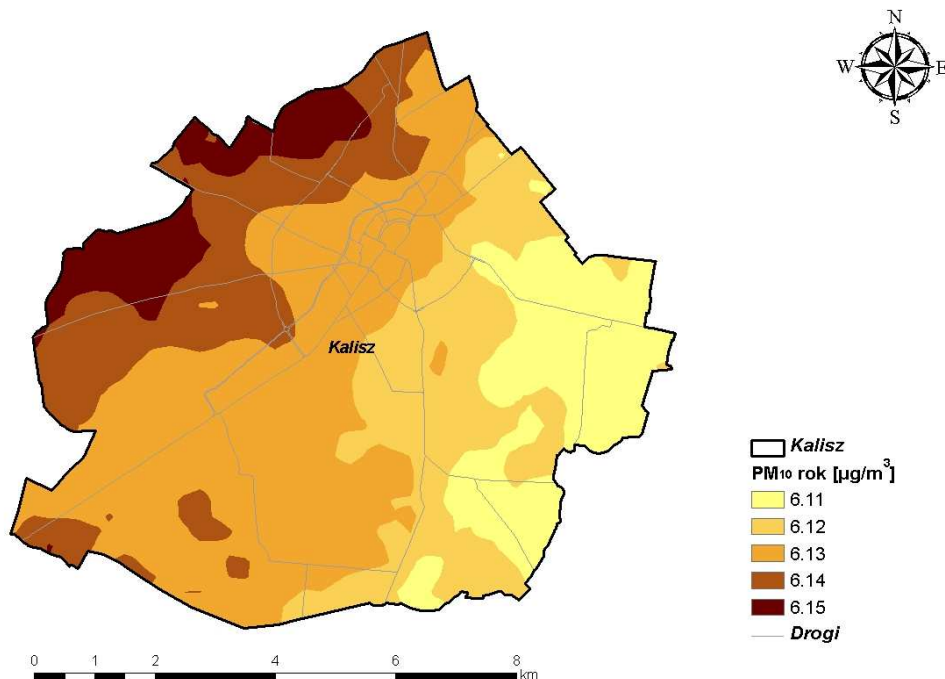 N
W E
S
Kalisz
Kalisz
PM10 rok [µg/m³]
6.11
6.12
6.13
6.14
6.15
Drogi
0 1 2 4 6 8
km